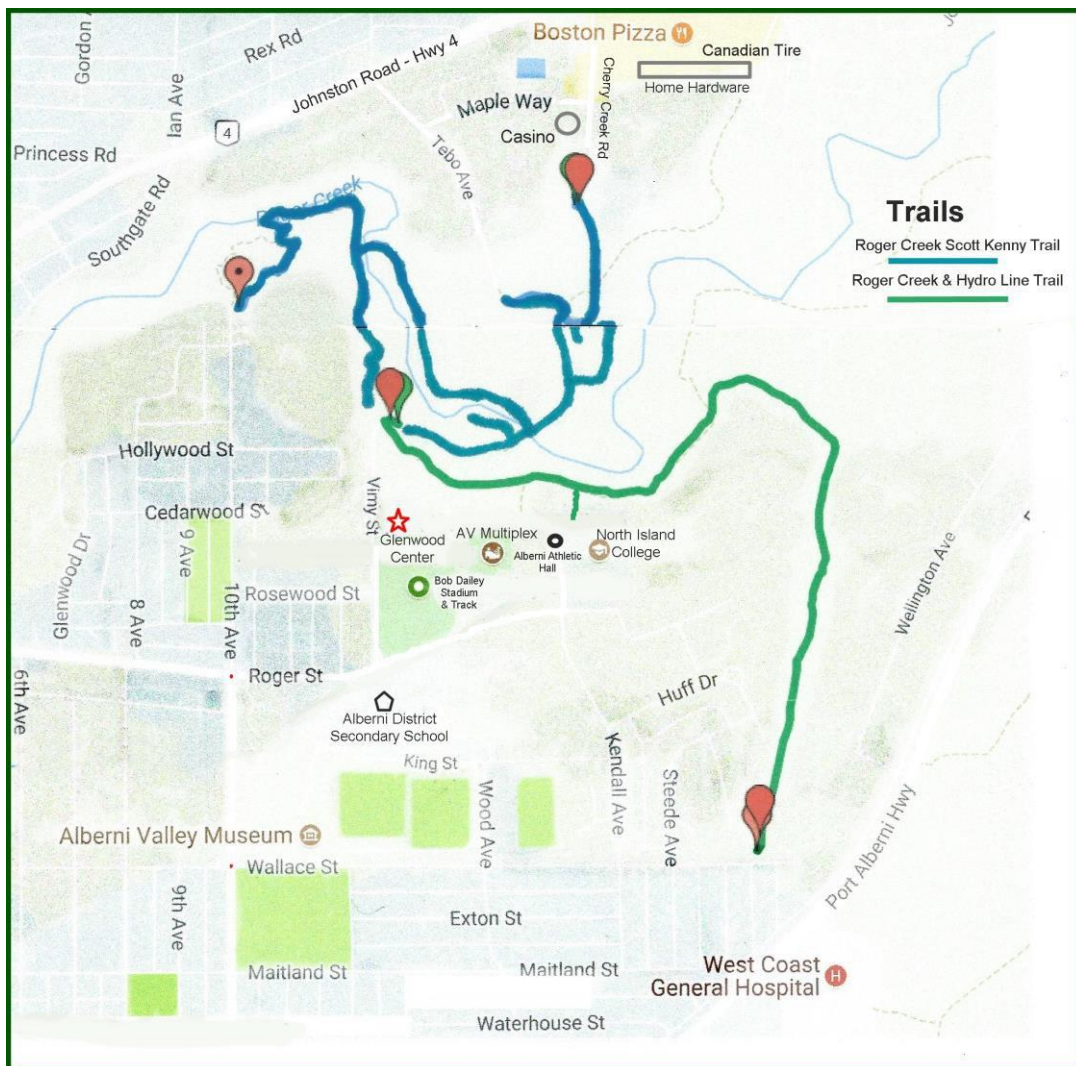 Gordon A
Rex Rd
Boston Pizza
Johnston Road - Hwy 4
Canadian Tire
Home Hardware
Ian Ave
Maple Way
Cherry Creek Rd
Casino
4
Princess Rd
Tebo Ave
Southgate Rd
Creek
Trails
Roger Creek Scott Kenny Trail
Roger Creek & Hydro Line Trail
Hollywood St
Vimy St
Cedarwood S
9 Ave
Glenwood
Center
AV Multiplex
Alberni Athletic
Hall
North Island
College
Glenwood Dr
Bob Dailey
Stadium
& Track
Rosewood St
10th Ave
8 Ave
Wellington Ave
Roger St
6th Ave
Huff Dr
Alberni District
Secondary School
King St
Kendall Ave
Steede Ave
Wood Ave
Alberni Valley Museum
Port Alberni Hwy
Wallace St
9th Ave
Exton St
Maitland St
Maitland St
West Coast
General Hospital
H
Waterhouse St